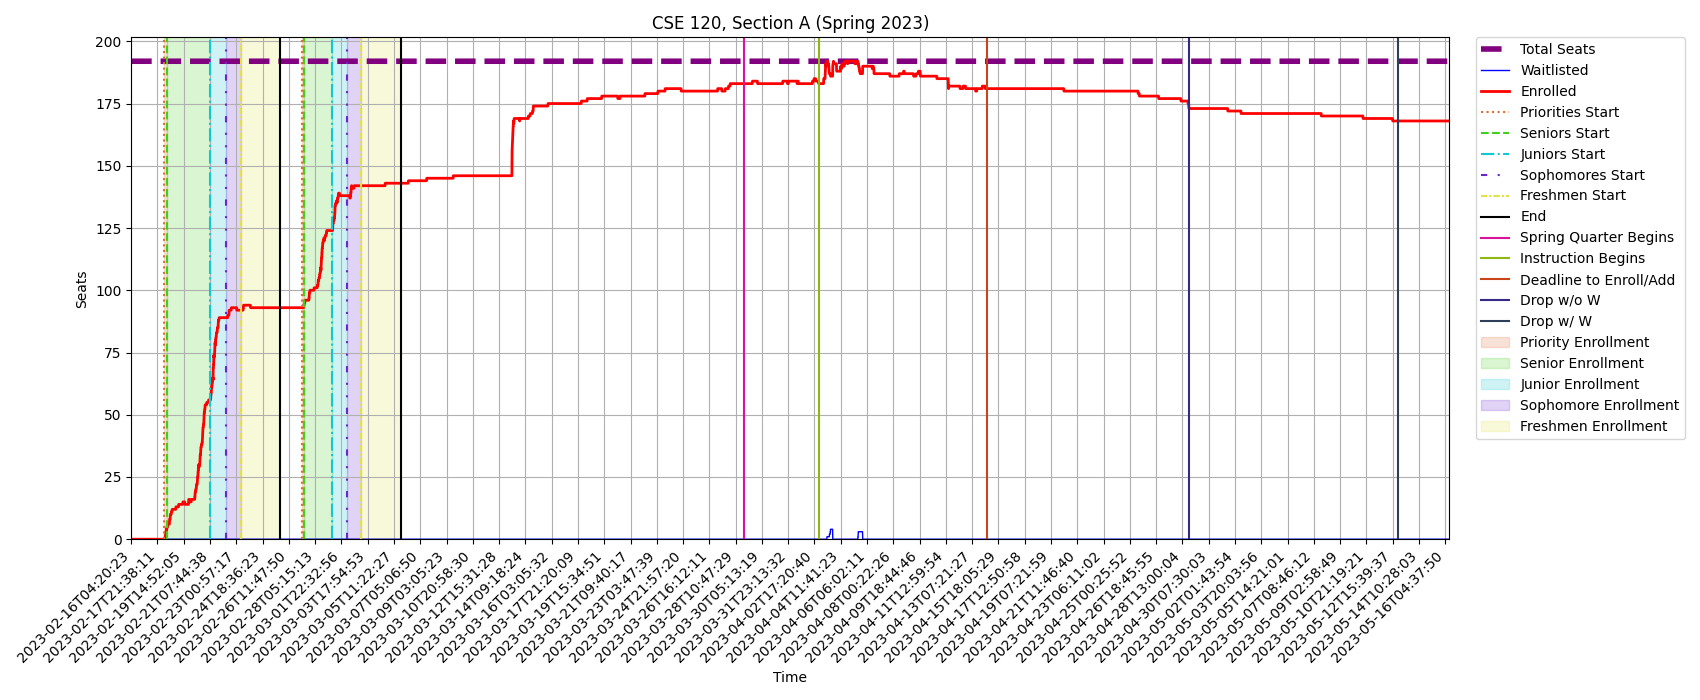 CSE 120, Section A (Spring 2023)
Seats
200
175
150
125
100
75
50
25
0
2023-02-16T04:20:23
2023-02-17T21:38:11
2023-02-19T14:52:05
2023-02-21T07:44:38
2023-02-23T00:57:17
2023-02-24T18:36:23
2023-02-26T11:47:50
2023-02-28T05:15:13
2023-03-01T22:32:56
2023-03-03T17:54:53
2023-03-05T11:22:27
2023-03-07T05:06:50
2023-03-09T03:05:23
2023-03-10T20:58:30
2023-03-12T15:31:28
2023-03-14T09:18:24
2023-03-16T03:05:32
2023-03-17T21:20:09
2023-03-19T15:34:51
2023-03-21T09:40:17
2023-03-23T03:47:39
2023-03-24T21:57:20
2023-03-26T16:12:11
2023-03-28T10:47:29
2023-03-30T05:13:19
2023-03-31T23:13:32
2023-04-02T17:20:40
2023-04-04T11:41:23
2023-04-06T06:02:11
2023-04-08T00:22:26
2023-04-09T18:44:46
2023-04-11T12:59:54
2023-04-13T07:21:27
2023-04-15T18:05:29
2023-04-17T12:50:58
2023-04-19T07:21:59
2023-04-21T11:46:40
2023-04-23T06:11:02
2023-04-25T00:25:52
2023-04-26T18:45:55
2023-04-28T13:00:04
2023-04-30T07:30:03
2023-05-02T01:43:54
2023-05-03T20:03:56
2023-05-05T14:21:01
2023-05-07T08:46:12
2023-05-09T02:58:49
2023-05-10T21:19:21
2023-05-12T15:39:37
2023-05-14T10:28:03
2023-05-16T04:37:50
Time
Total Seats
Waitlisted
Enrolled
Priorities Start
Seniors Start
Juniors Start
Sophomores Start
Freshmen Start
End
Spring Quarter Begins
Instruction Begins
Deadline to Enroll/Add
Drop w/o W
Drop w/ W
Priority Enrollment
Senior Enrollment
Junior Enrollment
Sophomore Enrollment
Freshmen Enrollment